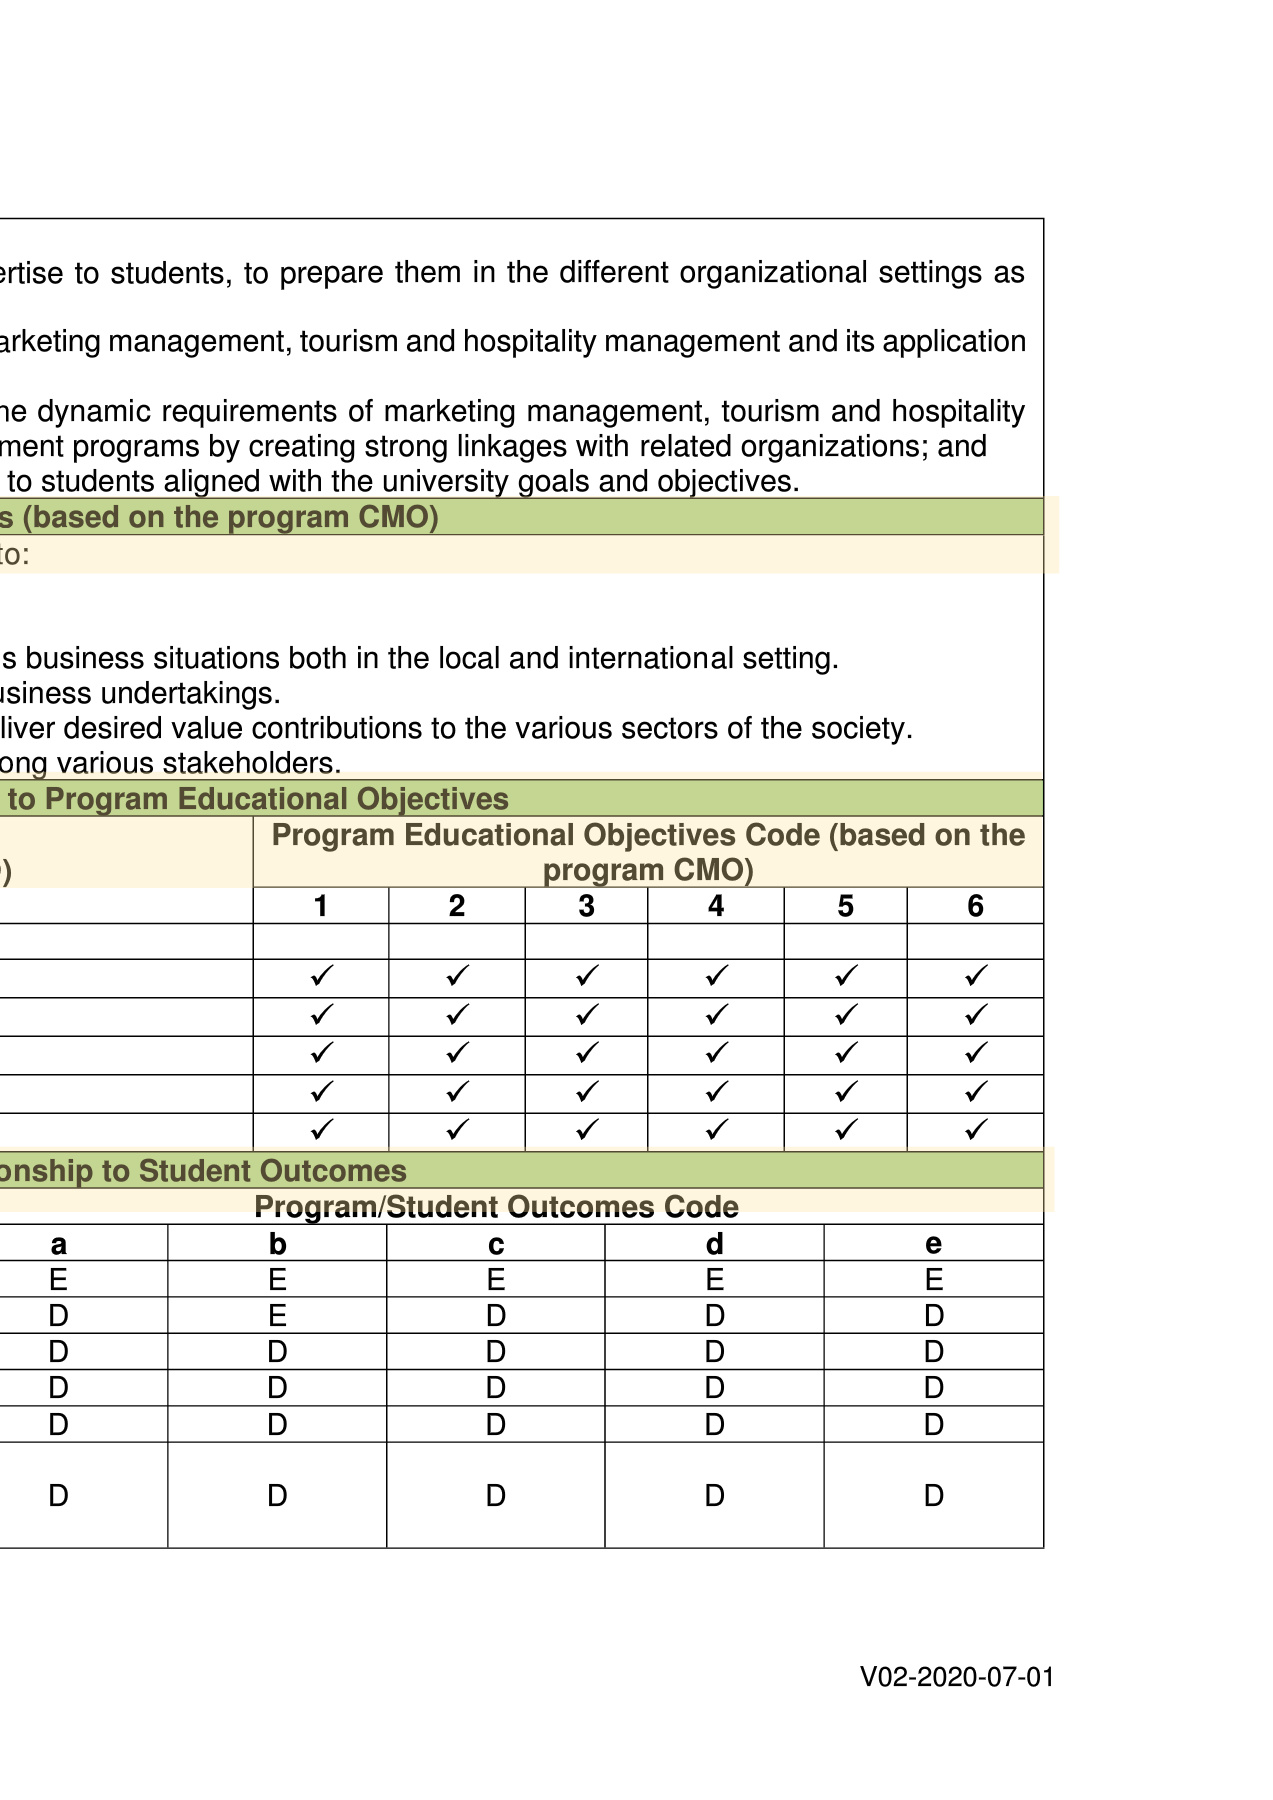 ertise to students, to prepare them in the different organizational settings as
arketing management, tourism and hospitality management and its application
ne dynamic requirements of marketing management, tourism and hospitality
ment programs by creating strong linkages with related organizations; and
to students aligned with the university goals and objectives.
s (based on the program CMO)
to:
s business situations both in the local and international setting.
usiness undertakings.
liver desired value contributions to the various sectors of the society.
ong various stakeholders.
to Program Educational Objectives
Program Educational Objectives Code (based on the
) program CMO)
1 2 3 4 5 6
✓ ✓ ✓ ✓ ✓ ✓
✓ ✓ ✓ ✓ ✓ ✓
✓ ✓ ✓ ✓ ✓ ✓
✓ ✓ ✓ ✓ ✓ ✓
✓ ✓ ✓ ✓ ✓ ✓
onship to Student Outcomes
Program/Student Outcomes Code
a b c d e
E E E E E
D E D D D
D D D D D
D D D D D
D D D D D
D D D D D
V02-2020-07-01